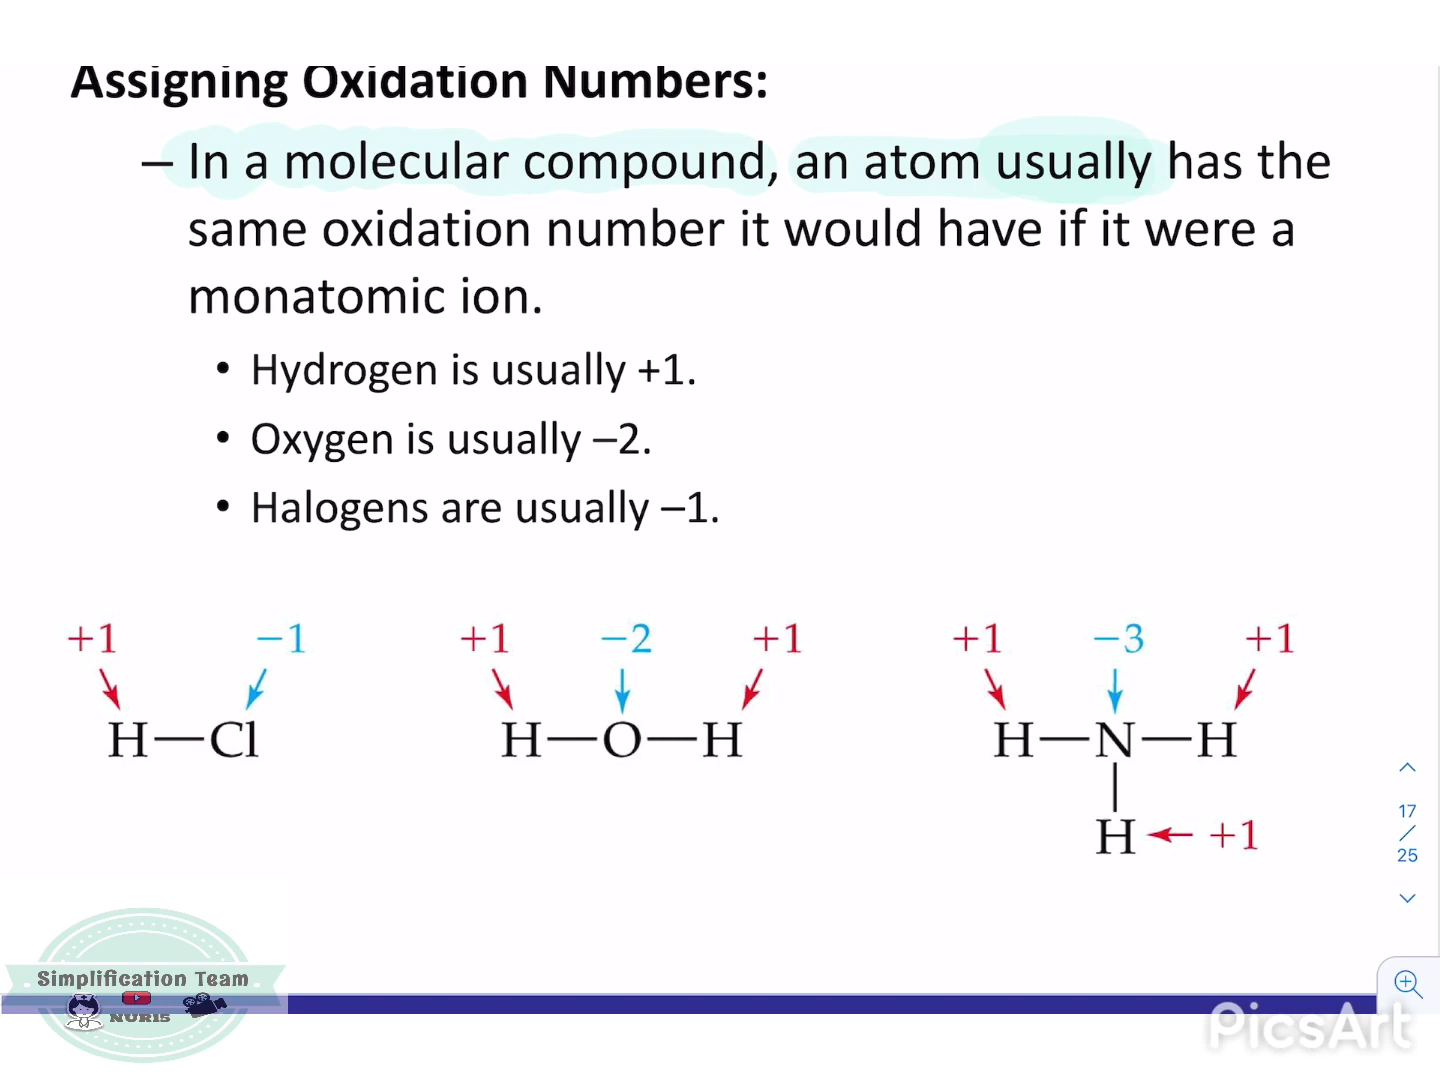 Assigning Oxidation Numbers:
– In a molecular compound, an atom usually has the
same oxidation number it would have if it were a
monatomic ion.
• Hydrogen is usually +1.
• Oxygen is usually –2.
• Halogens are usually –1.
+1 −1 +1 −2 +1 +1 −3 +1
H—Cl H—O—H H—N—H
H +1
17
/
25
Simplification Team
NURIS
PicsArt